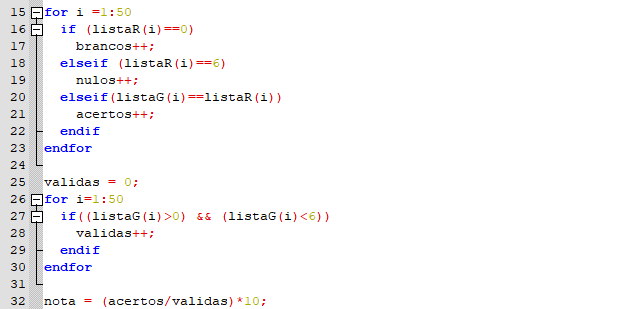 15 for i =1:50
16 if (listaR(i)==0)
17 brancos++;
18 elseif (listaR(i)==6)
19 nulos++;
20 elseif(listaG(i)==listaR(i))
21 acertos++;
22 endif
23 endfor
24
25 validas = 0;
26 for i=1:50
27 if((listaG(i)>0) && (listaG(i)<6))
28 validas++;
29 endif
30 endfor
31
32 nota = (acertos/validas)*10;